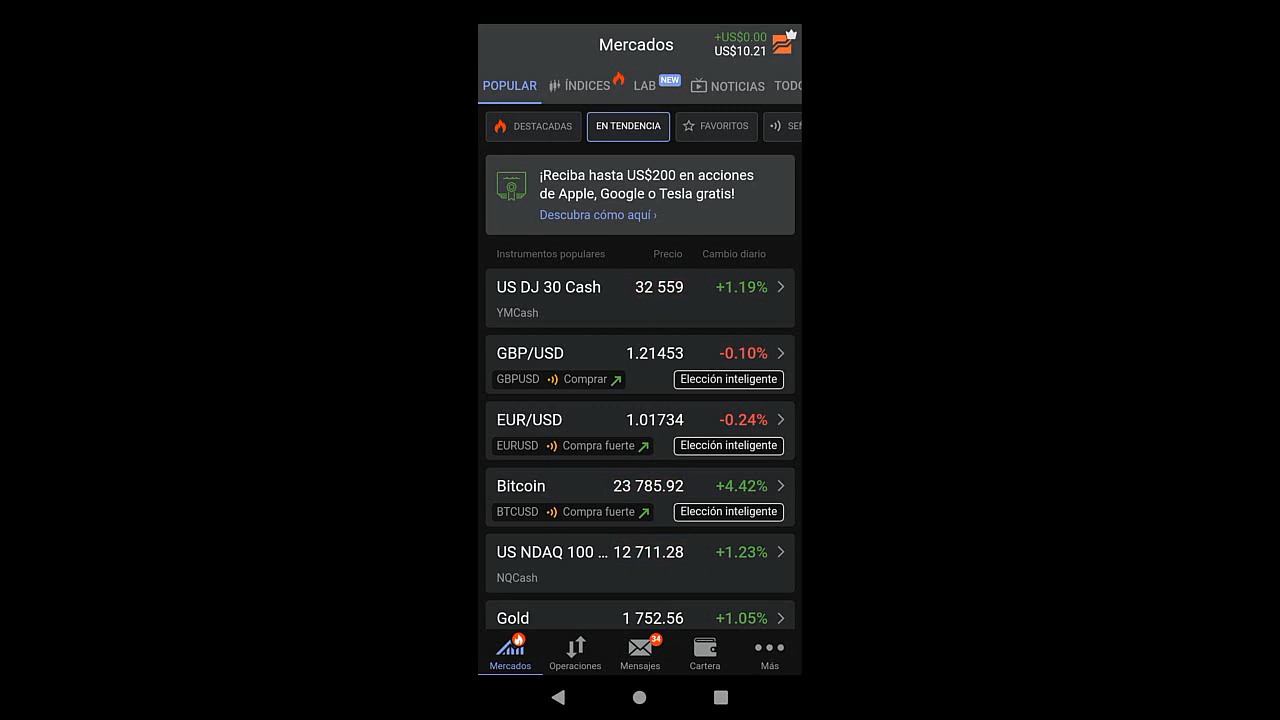 Mercados
+US$0.00
US$10.21
POPULAR ÍNDICES LAB NEW NOTICIAS TODO
DESTACADAS EN TENDENCIA FAVORITOS SEÑ
¡Reciba hasta US$200 en acciones
de Apple, Google o Tesla gratis!
Descubra cómo aquí ›
Instrumentos populares Precio Cambio diario
US DJ 30 Cash 32 559 +1.19%
YMCash
GBP/USD 1.21453 -0.10%
GBPUSD Comprar Elección inteligente
EUR/USD 1.01734 -0.24%
EURUSD Compra fuerte Elección inteligente
Bitcoin 23 785.92 +4.42%
BTCUSD Compra fuerte Elección inteligente
US NDAQ 100 ... 12 711.28 +1.23%
NQCash
Gold 1 752.56 +1.05%
34
Mercados Operaciones Mensajes Cartera Más